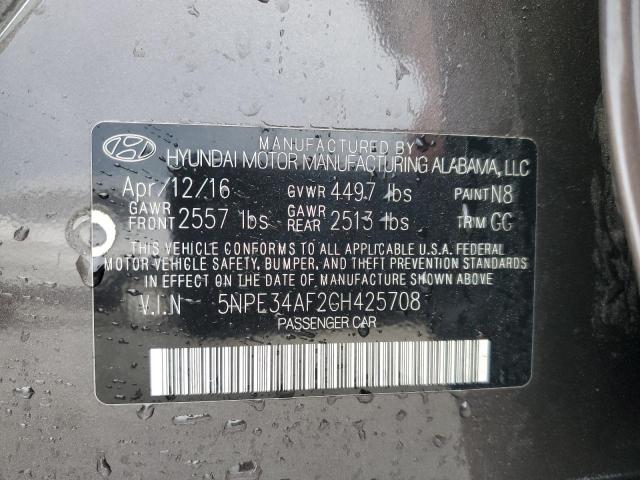 MANUFACTURED BY
HYUNDAI MOTOR MANUFACTURING ALABAMA, LLC
Apr/12/16 GVWR 4497 lbs PAINT N8
GAWR FRONT 2557 lbs GAWR REAR 2513 lbs TRIM GG
THIS VEHICLE CONFORMS TO ALL APPLICABLE U.S.A. FEDERAL
MOTOR VEHICLE SAFETY, BUMPER, AND THEFT PREVENTION STANDARDS
IN EFFECT ON THE DATE OF MANUFACTURE SHOWN ABOVE
V.I.N 5NPE34AF2GH425708
PASSENGER CAR